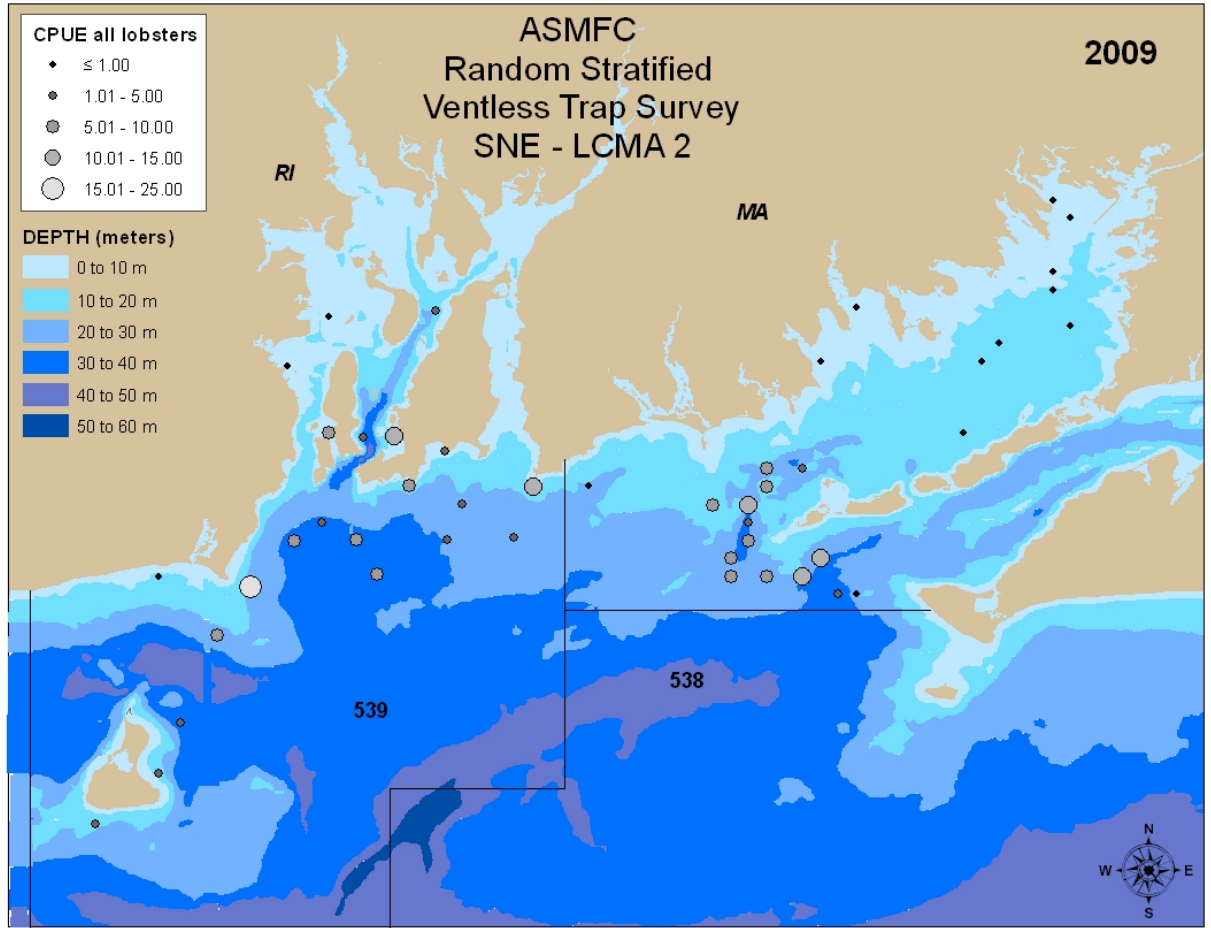 ASMFC
Random Stratified
Ventless Trap Survey
SNE - LCMA 2
2009
CPUE all lobsters
≤ 1.00
1.01 - 5.00
5.01 - 10.00
10.01 - 15.00
15.01 - 25.00
DEPTH (meters)
0 to 10 m
10 to 20 m
20 to 30 m
30 to 40 m
40 to 50 m
50 to 60 m
RI
MA
539
538
N
W
E
S